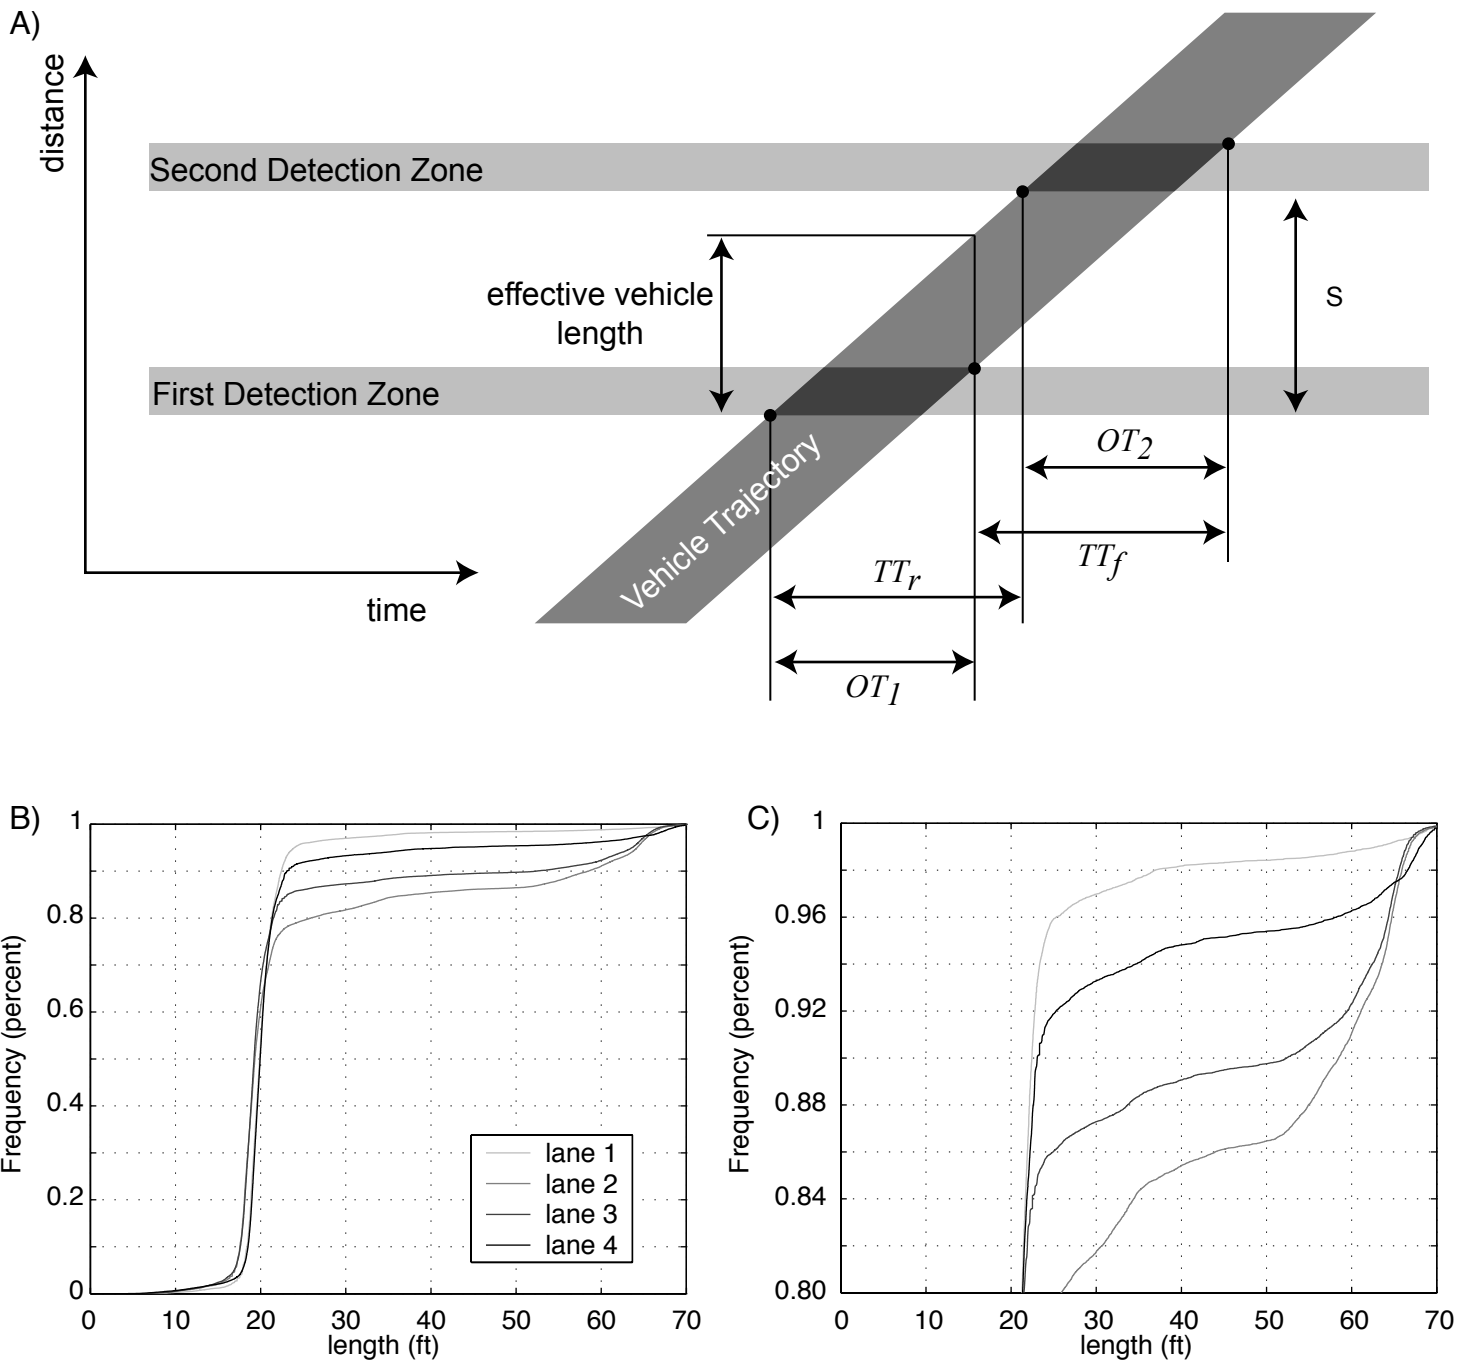 A)
distance
Second Detection Zone
effective vehicle
length
S
First Detection Zone
OT2
Vehicle Trajectory
TTf
TTr
time
OT1
B)
1
0.8
0.6
0.4
0.2
0
Frequency (percent)
lane 1
lane 2
lane 3
lane 4
0 10 20 30 40 50 60 70
length (ft)
C)
1
0.96
0.92
0.88
0.84
0.80
Frequency (percent)
0 10 20 30 40 50 60 70
length (ft)